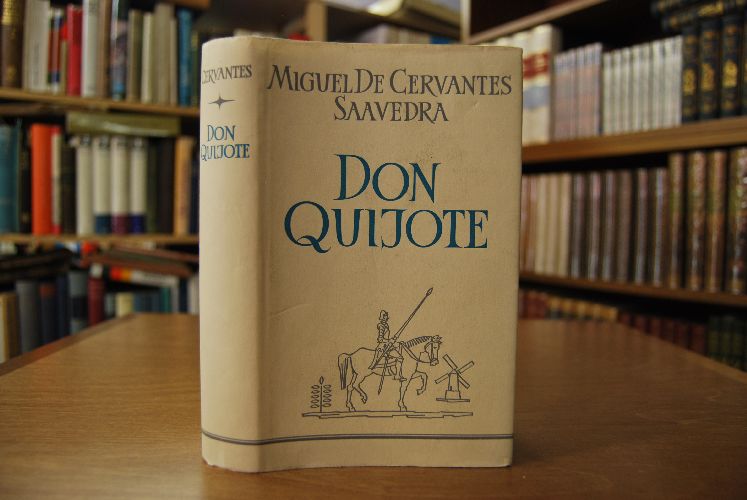 CERVANTES
DON
QUIJOTE
MIGUEL DE CERVANTES
SAAVEDRA
DON
QUIJOTE